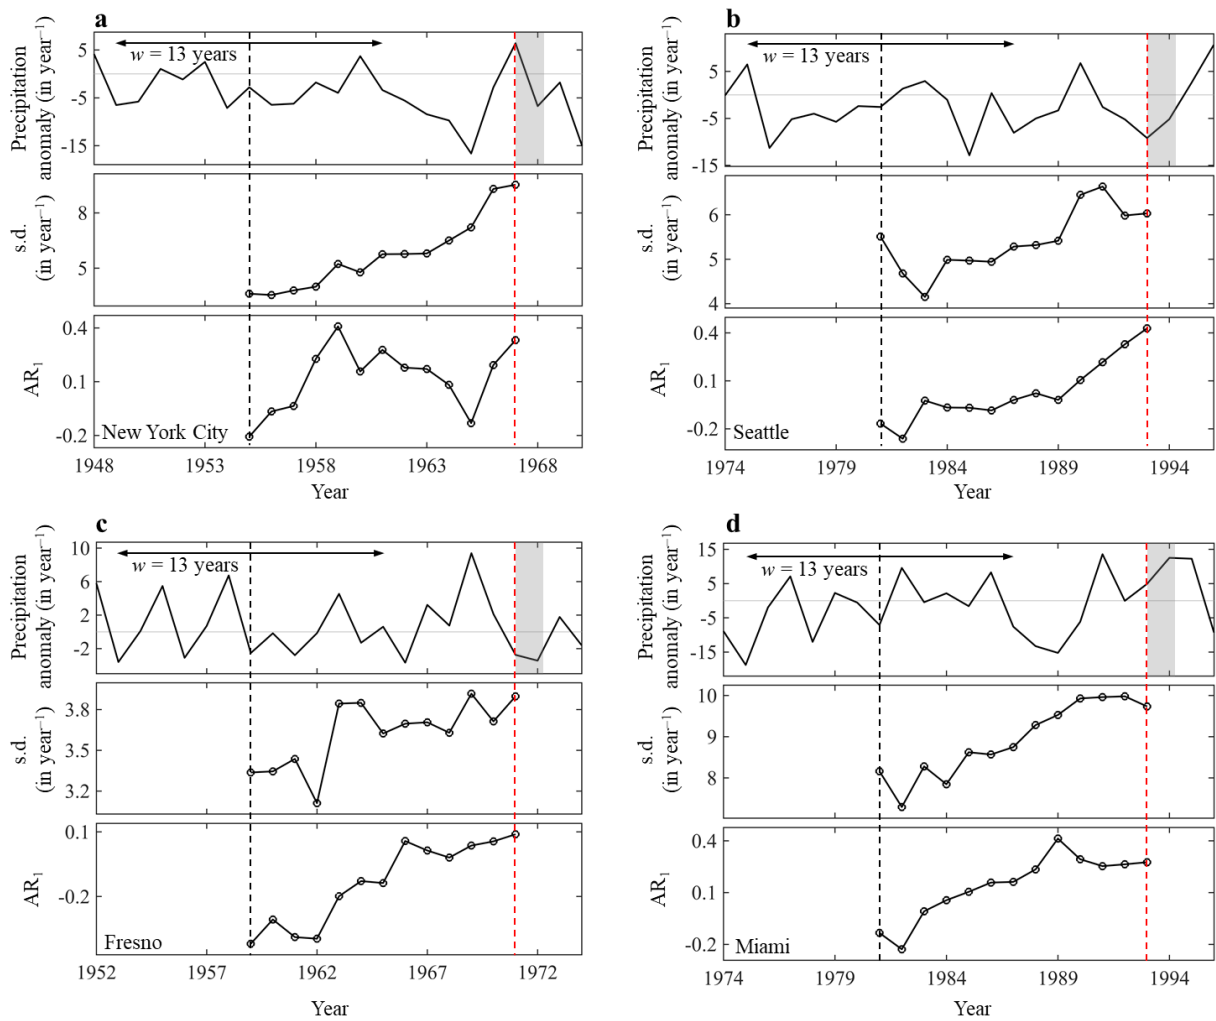 a
Precipitation
anomaly (in year⁻¹)
5
-5
-15
w = 13 years
s.d.
(in year⁻¹)
8
5
AR₁
0.4
0.1
-0.2
New York City
1948 1953 1958 1963 1968
Year
b
Precipitation
anomaly (in year⁻¹)
5
-5
-15
w = 13 years
s.d.
(in year⁻¹)
6
5
4
AR₁
0.4
0.1
-0.2
Seattle
1974 1979 1984 1989 1994
Year
c
Precipitation
anomaly (in year⁻¹)
10
6
2
-2
w = 13 years
s.d.
(in year⁻¹)
3.8
3.5
3.2
AR₁
0.1
-0.2
Fresno
1952 1957 1962 1967 1972
Year
d
Precipitation
anomaly (in year⁻¹)
15
5
-5
-15
w = 13 years
s.d.
(in year⁻¹)
10
9
8
AR₁
0.4
0.1
-0.2
Miami
1974 1979 1984 1989 1994
Year